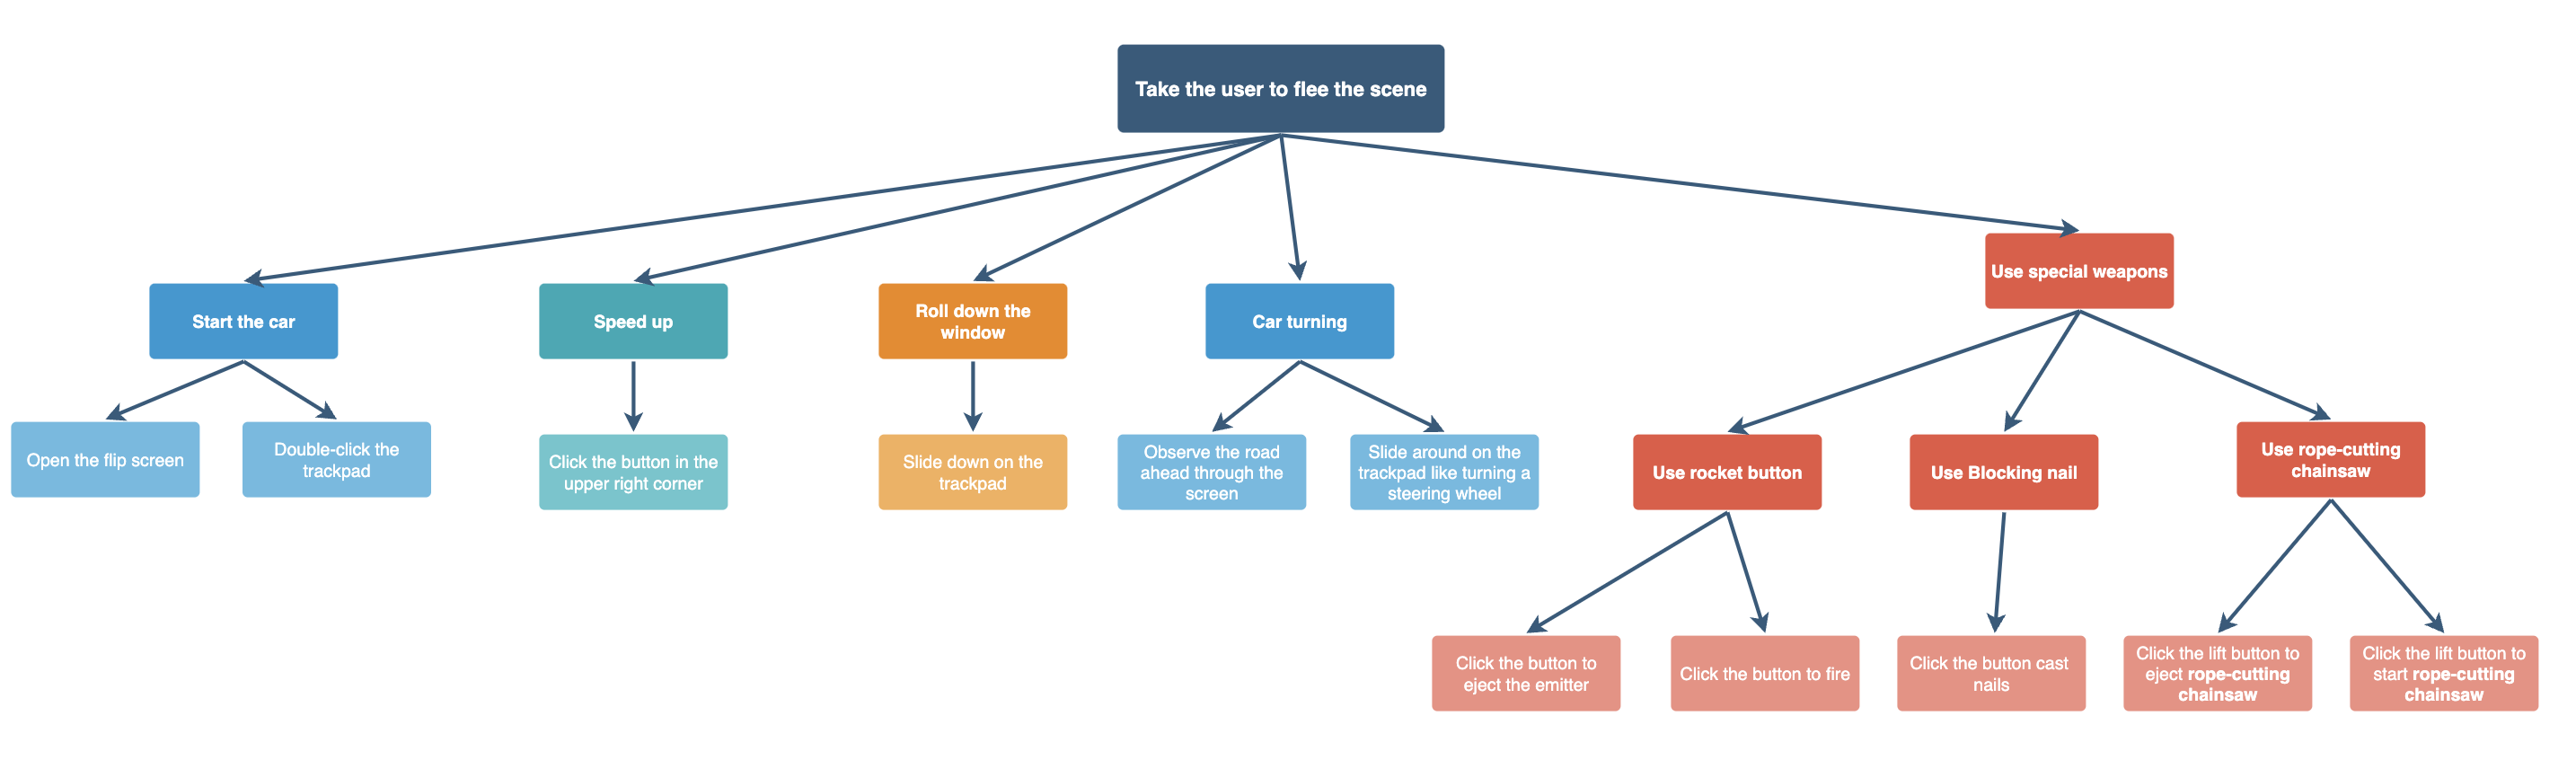 Take the user to flee the scene
Use special weapons
Start the car
Speed up
Roll down the
window
Car turning
Open the flip screen
Double-click the
trackpad
Click the button in the
upper right corner
Slide down on the
trackpad
Observe the road
ahead through the
screen
Slide around on the
trackpad like turning a
steering wheel
Use rocket button
Use Blocking nail
Use rope-cutting
chainsaw
Click the button to
eject the emitter
Click the button to fire
Click the button cast
nails
Click the lift button to
eject rope-cutting
chainsaw
Click the lift button to
start rope-cutting
chainsaw